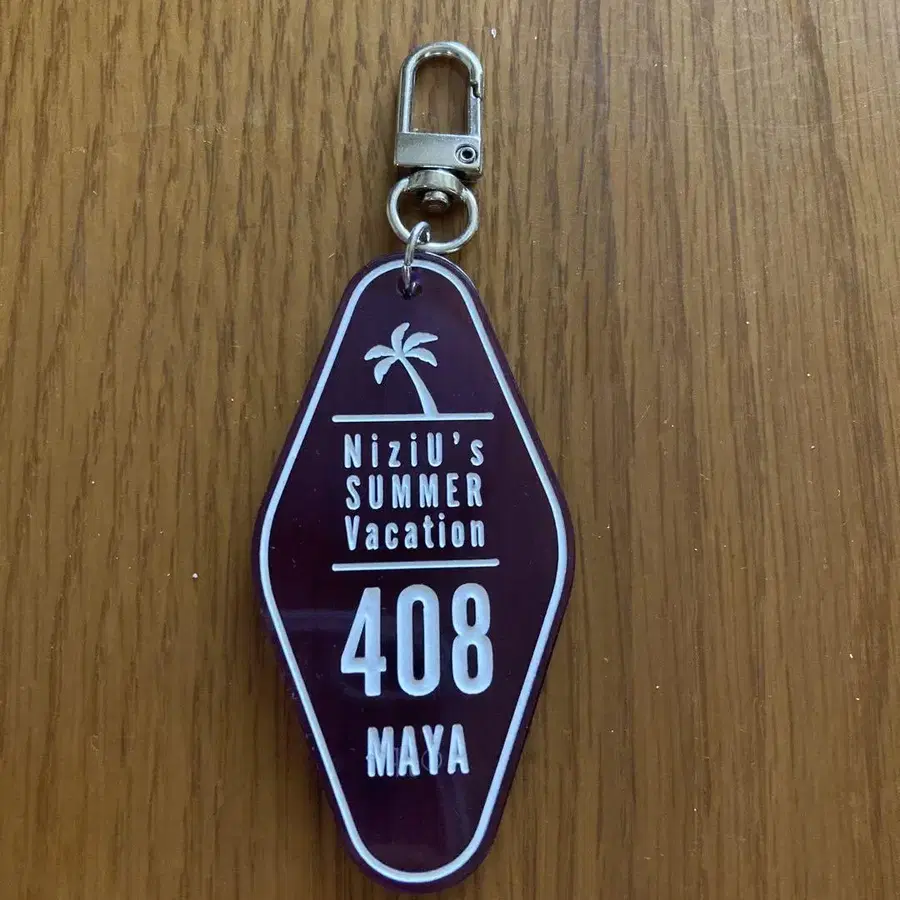 NiziU's
SUMMER
Vacation
408
MAYA